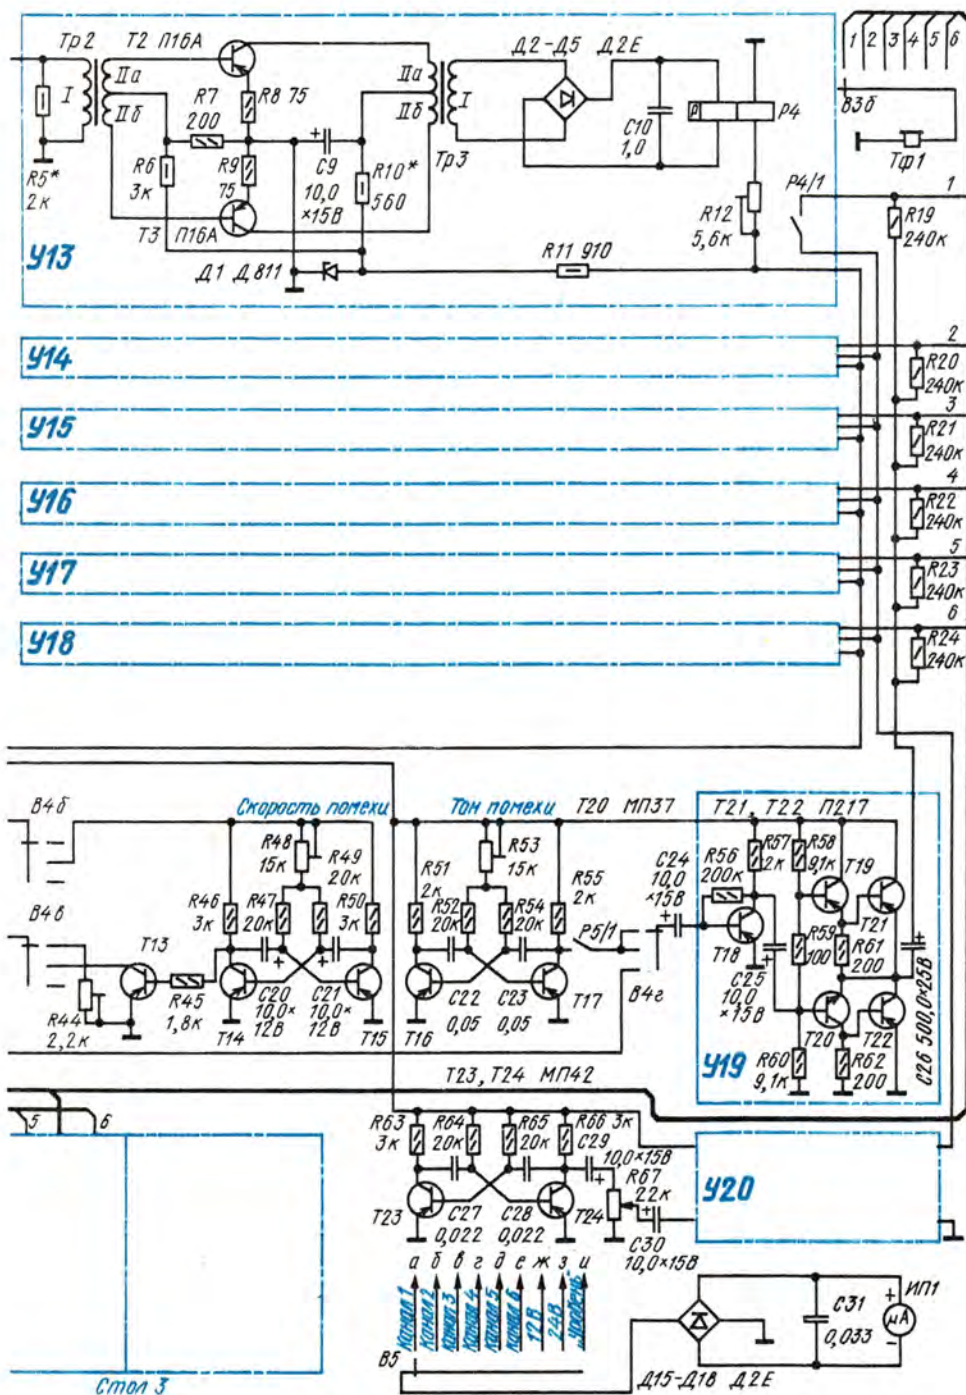 Тр2 Т2 П16А
Д2–Д5 Д2Е
1 2 3 4 5 6
I IIа IIб
R8 75
R7 200
IIа IIб I
С10 1,0
Р Р4
В3б
Тф1
R5* 2к
R6 3к
R9 75
С9 10,0 ×15В
R10* 560
Тр3
R12 5,6к
Р4/1
1
R19 240к
Т3 П16А
У13
Д1 Д811
R11 910
У14
2
R20 240к
У15
3
R21 240к
У16
4
R22 240к
У17
5
R23 240к
У18
6
R24 240к
В4б
Скорость помехи
Тон помехи
Т20 МП37
Т21, Т22 П217
R48 15к
R49 20к
R51 2к
R53 15к
R55 2к
С24 10,0 ×15В
R56 200к
R57 2к
R58 9,1к
Т19
R46 3к
R47 20к
R50 3к
R52 20к
R54 20к
Р5/1
В4в
Т13
Т18
R59 100
Т21
R61 200
R44 2,2к
R45 1,8к
Т14
С20 10,0× 12В
С21 10,0× 12В
Т15
Т16
С22 0,05
С23 0,05
Т17
В4г
С25 10,0 ×15В
Т20
Т22
С26 500,0×25В
У19
R60 9,1к
R62 200
Т23, Т24 МП42
5 6
R63 3к
R64 20к
R65 20к
R66 3к
С29 10,0×15В
R67 22к
Т23
С27 0,022
С28 0,022
Т24
С30 10,0×15В
У20
а б в г д е ж з и
Канал 1
Канал 2
Канал 3
Канал 4
Канал 5
Канал 6
12В
24В
„Уровень“
В5
Д15–Д18 Д2Е
С31 0,033
+ ИП1
μА
−
Стол 3